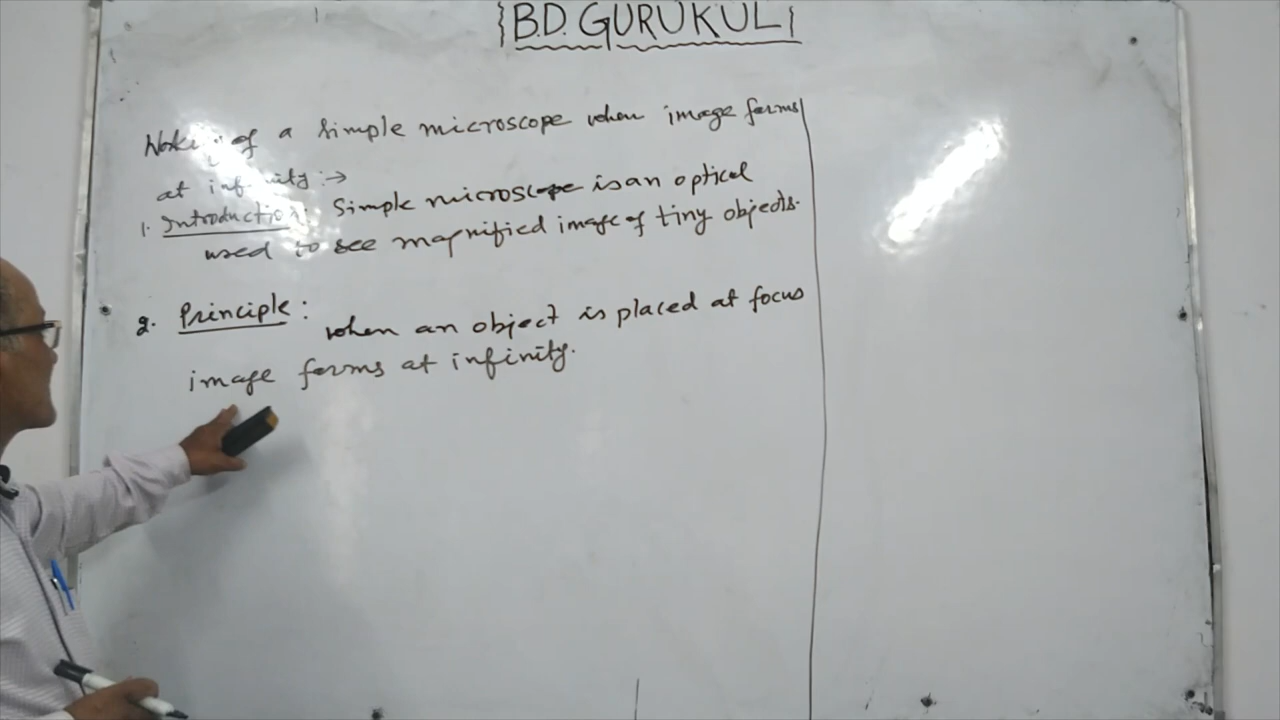 {B.D. GURUKUL}
of a simple microscope when image forms
at infinity :→
1. Introduction: Simple microscope is an optical
used to see magnified image of tiny objects.
2. Principle: when an object is placed at focus
image forms at infinity.